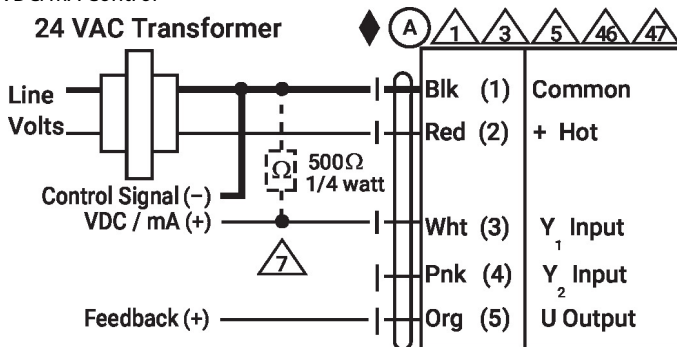 24 VAC Transformer
A 1 3 5 46 47
Line
Volts
Blk (1) Common
Red (2) + Hot
Ω 500Ω
1/4 watt
Control Signal (−)
VDC / mA (+)
Wht (3) Y1 Input
7
Pnk (4) Y2 Input
Feedback (+)
Org (5) U Output